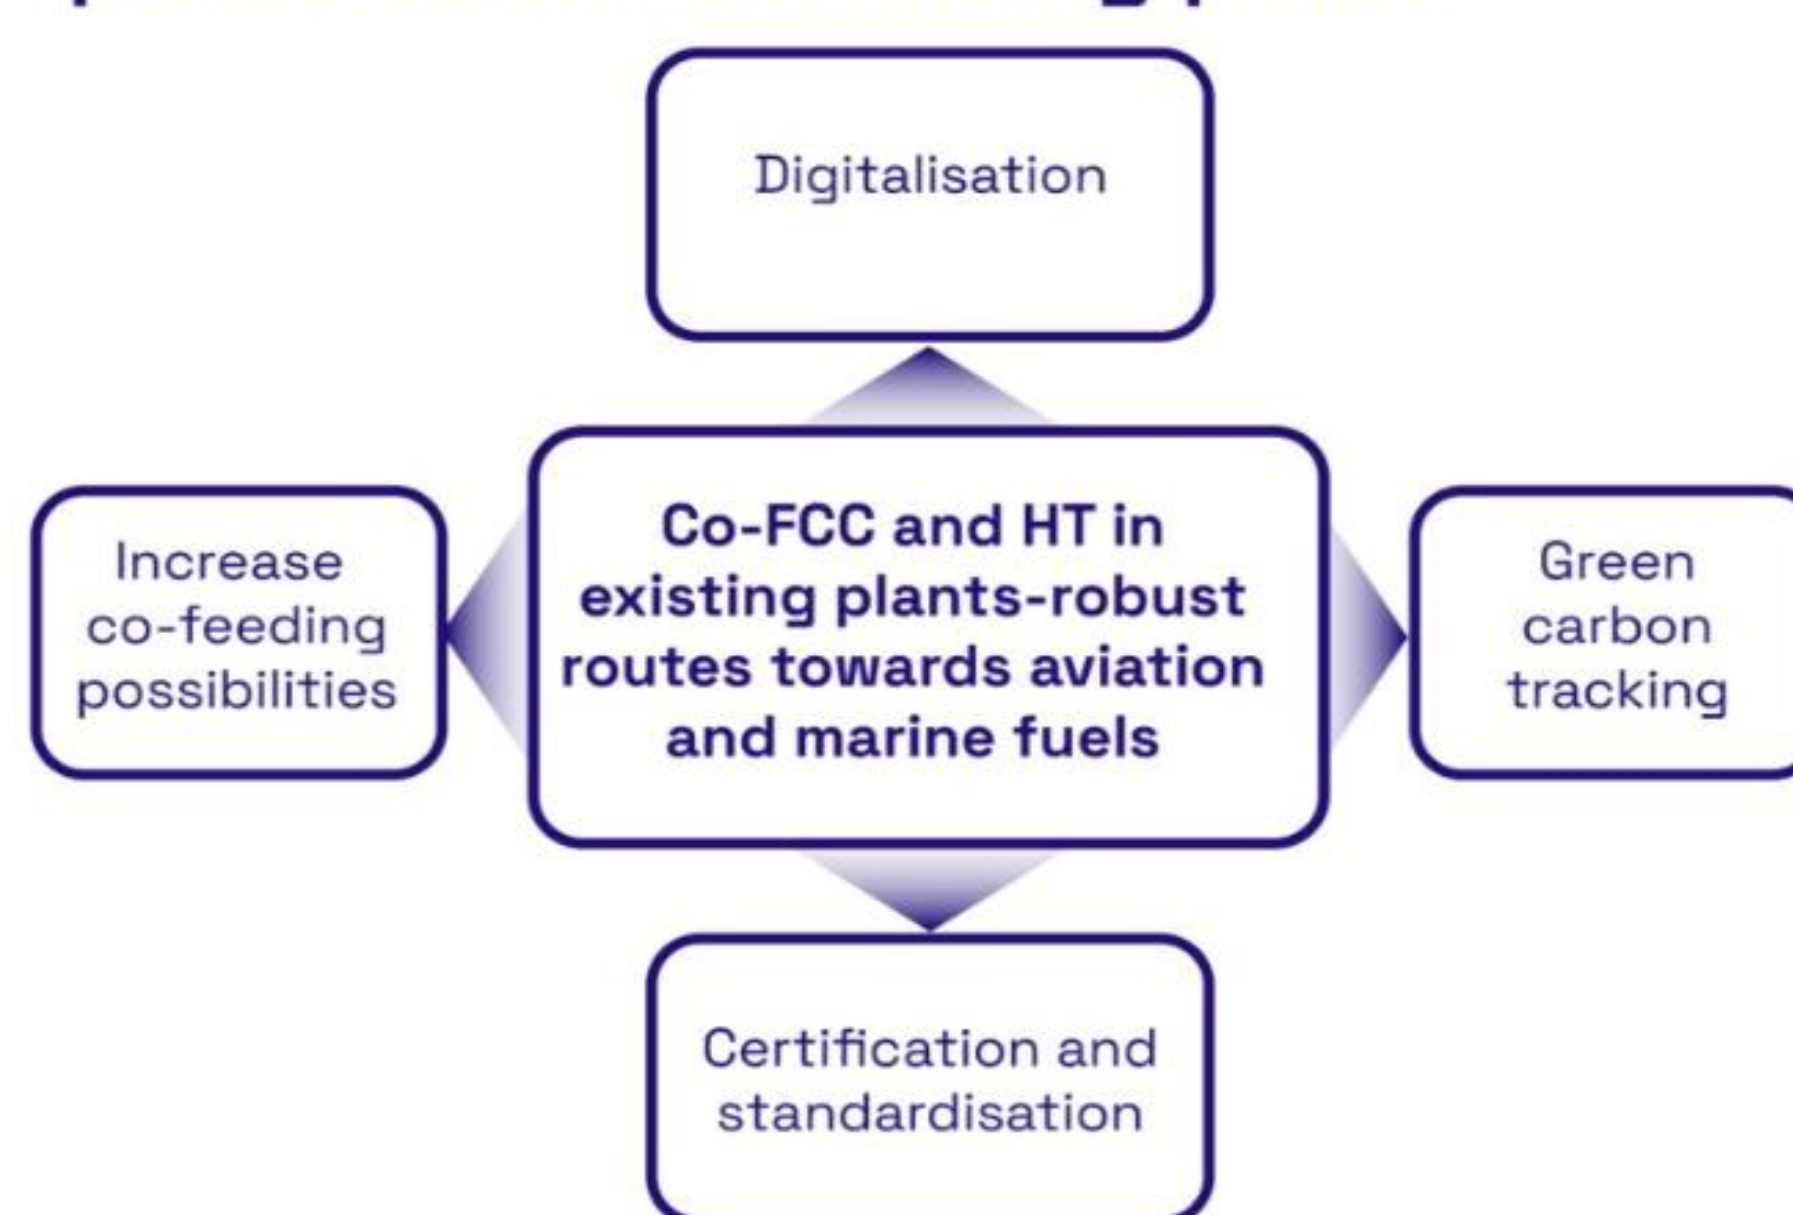 Digitalisation
Increase
co-feeding
possibilities
Co-FCC and HT in
existing plants-robust
routes towards aviation
and marine fuels
Green
carbon
tracking
Certification and
standardisation